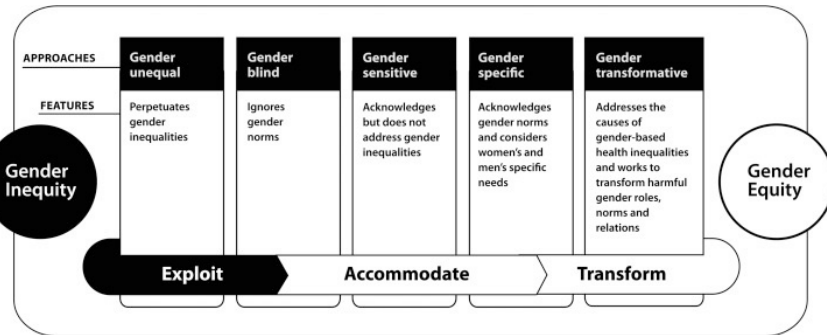 APPROACHES
FEATURES
Gender
Inequity
Gender
unequal
Perpetuates
gender
inequalities
Gender
blind
Ignores
gender
norms
Gender
sensitive
Acknowledges
but does not
address gender
inequalities
Gender
specific
Acknowledges
gender norms
and considers
women's and
men's specific
needs
Gender
transformative
Addresses the
causes of
gender-based
health inequalities
and works to
transform harmful
gender roles,
norms and
relations
Gender
Equity
Exploit
Accommodate
Transform